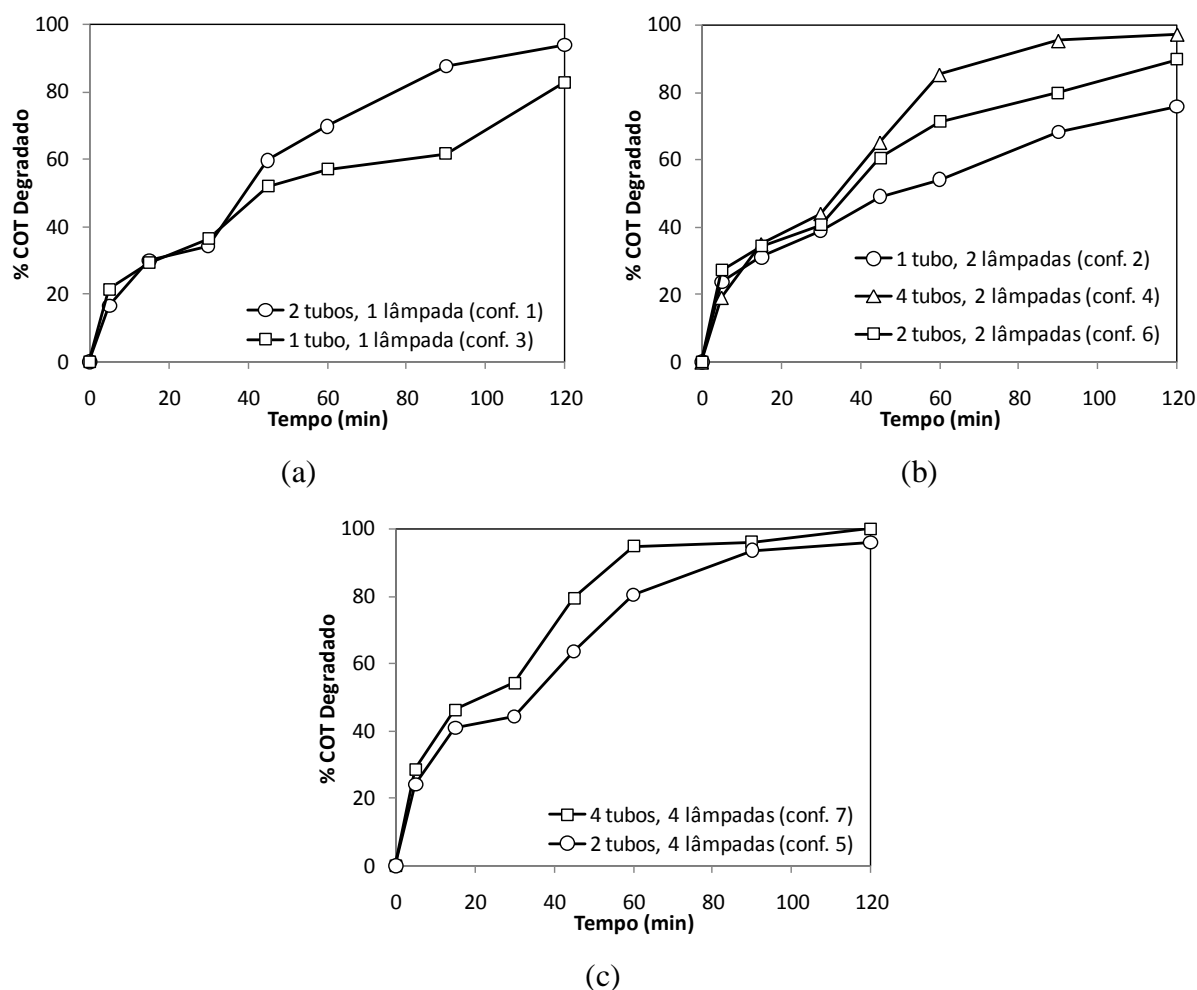 100
80
60
40
20
0
% COT Degradado
2 tubos, 1 lâmpada (conf. 1)
1 tubo, 1 lâmpada (conf. 3)
0 20 40 60 80 100 120
Tempo (min)
(a)
100
80
60
40
20
0
% COT Degradado
1 tubo, 2 lâmpadas (conf. 2)
4 tubos, 2 lâmpadas (conf. 4)
2 tubos, 2 lâmpadas (conf. 6)
0 20 40 60 80 100 120
Tempo (min)
(b)
100
80
60
40
20
0
% COT Degradado
4 tubos, 4 lâmpadas (conf. 7)
2 tubos, 4 lâmpadas (conf. 5)
0 20 40 60 80 100 120
Tempo (min)
(c)